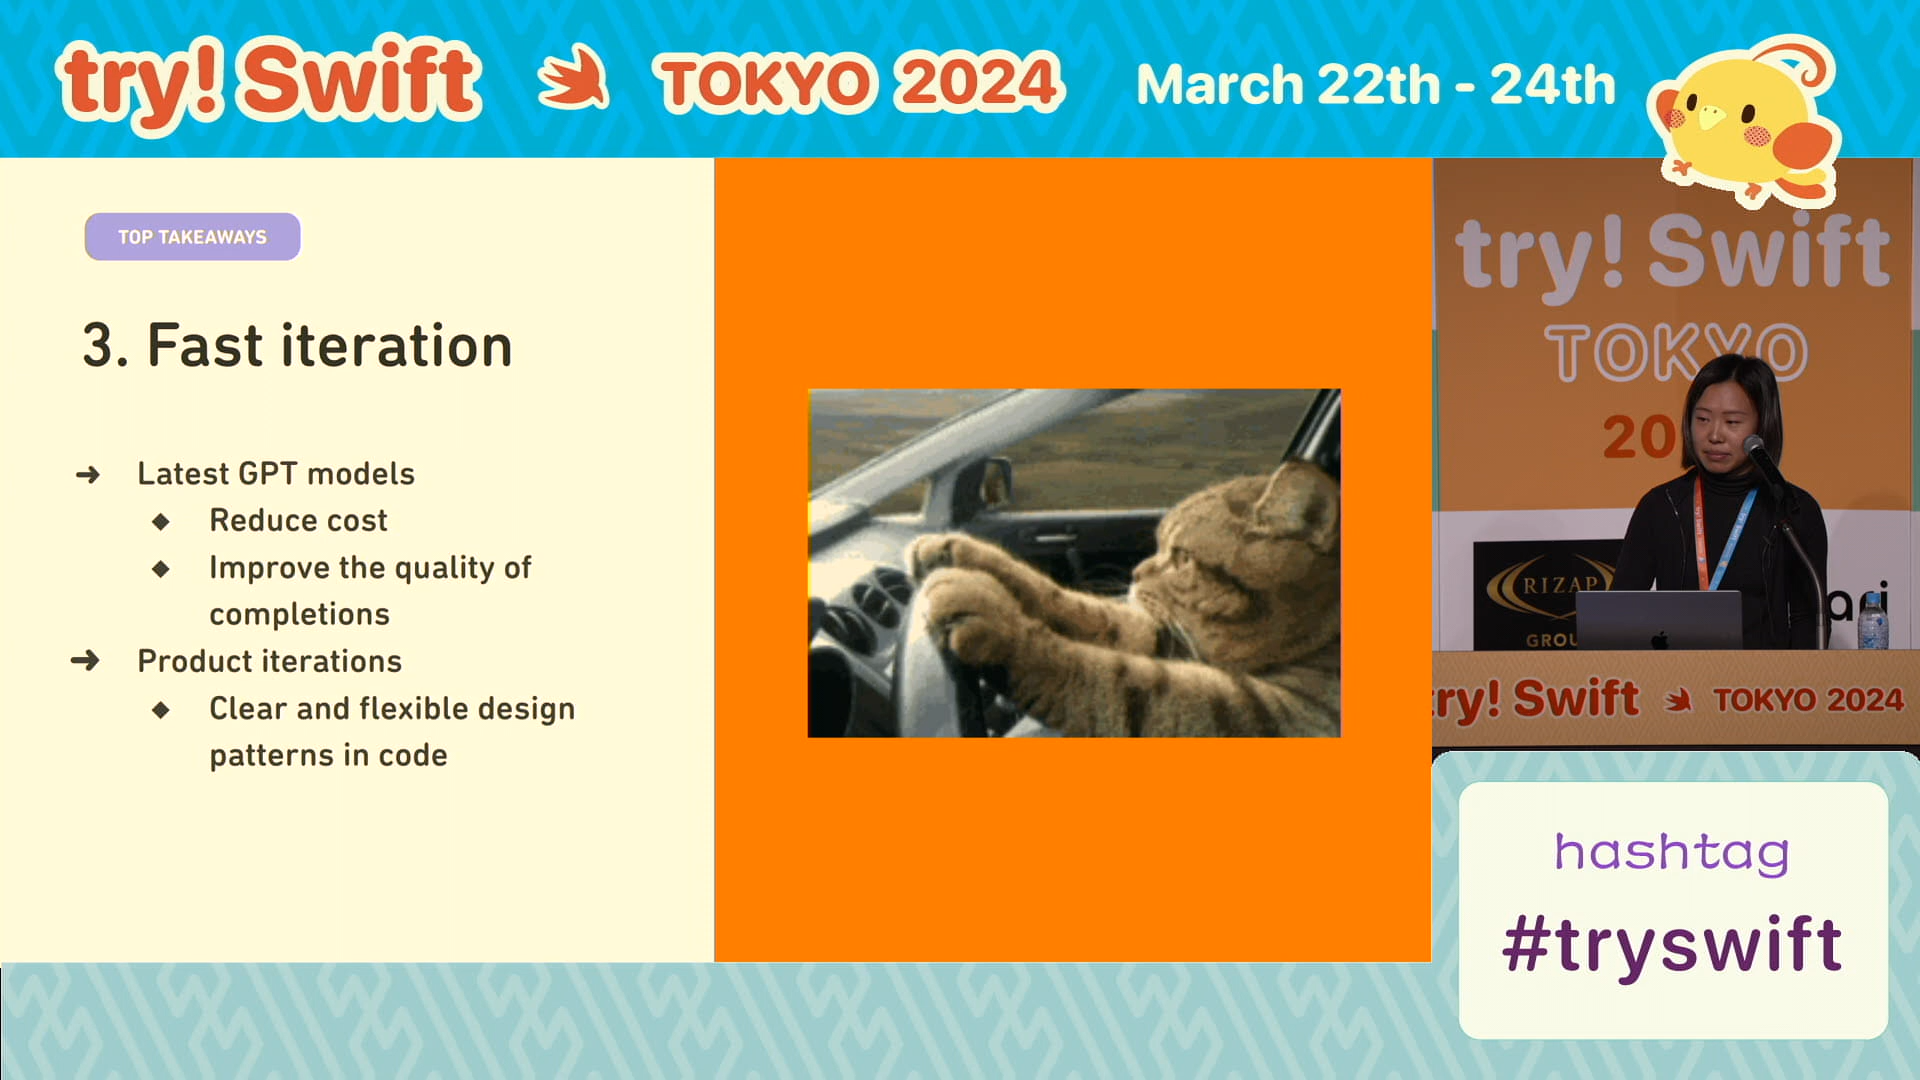 try! Swift TOKYO 2024 March 22th - 24th
TOP TAKEAWAYS
3. Fast iteration
→ Latest GPT models
◆ Reduce cost
◆ Improve the quality of
completions
→ Product iterations
◆ Clear and flexible design
patterns in code
try! Swift
TOKYO
20
RIZAP
GROU
ari
ry! Swift TOKYO 2024
hashtag
#tryswift